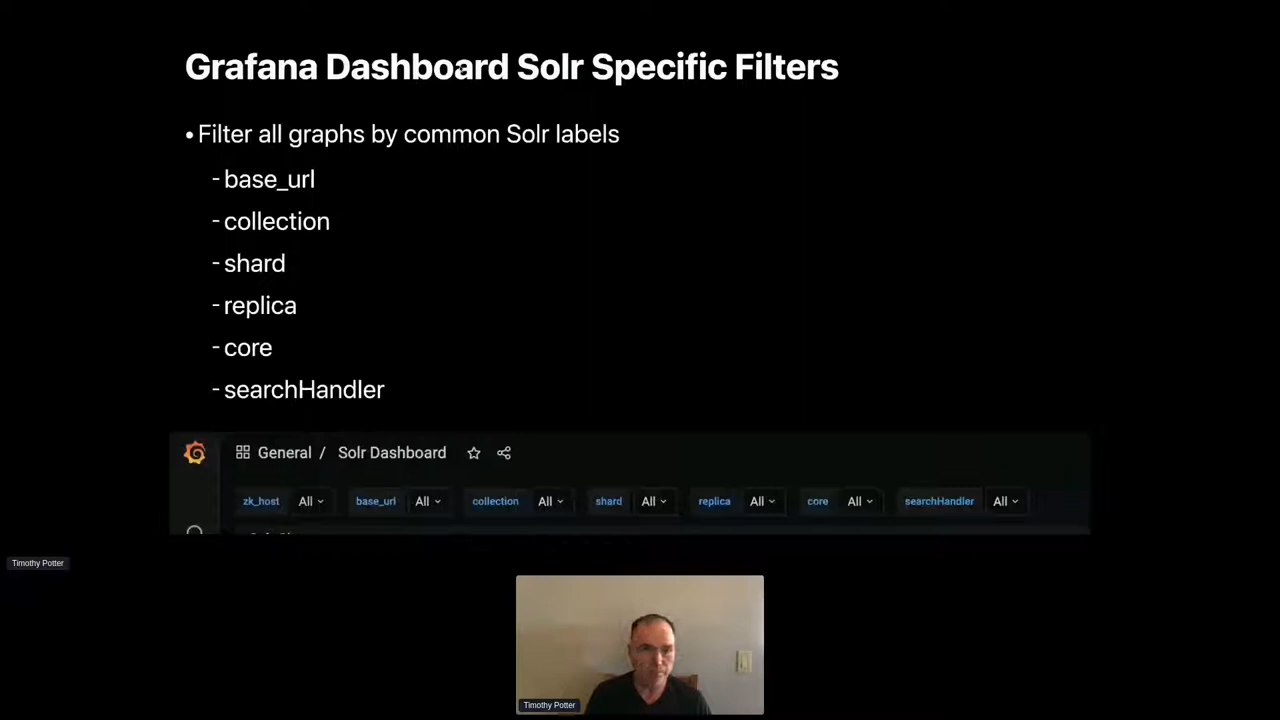 Grafana Dashboard Solr Specific Filters
• Filter all graphs by common Solr labels
- base_url
- collection
- shard
- replica
- core
- searchHandler
General / Solr Dashboard
zk_host All base_url All collection All shard All replica All core All searchHandler All
Timothy Potter
Timothy Potter